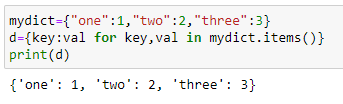 mydict={"one":1,"two":2,"three":3}
d={key:val for key,val in mydict.items()}
print(d)
{'one': 1, 'two': 2, 'three': 3}